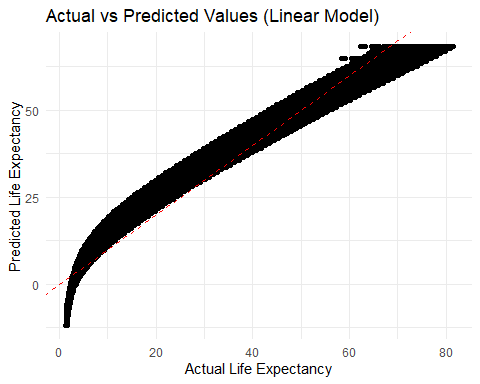 Actual vs Predicted Values (Linear Model)
Predicted Life Expectancy
50
25
0
0 20 40 60 80
Actual Life Expectancy